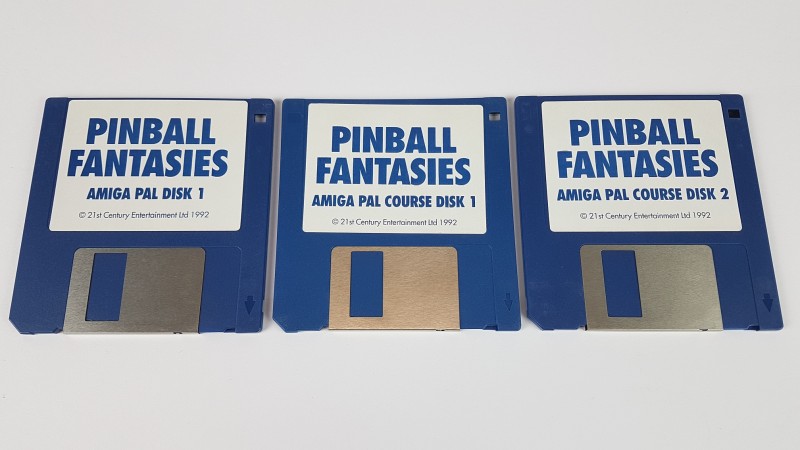 PINBALL
FANTASIES
AMIGA PAL DISK 1
© 21st Century Entertainment Ltd 1992
PINBALL
FANTASIES
AMIGA PAL COURSE DISK 1
© 21st Century Entertainment Ltd 1992
PINBALL
FANTASIES
AMIGA PAL COURSE DISK 2
© 21st Century Entertainment Ltd 1992